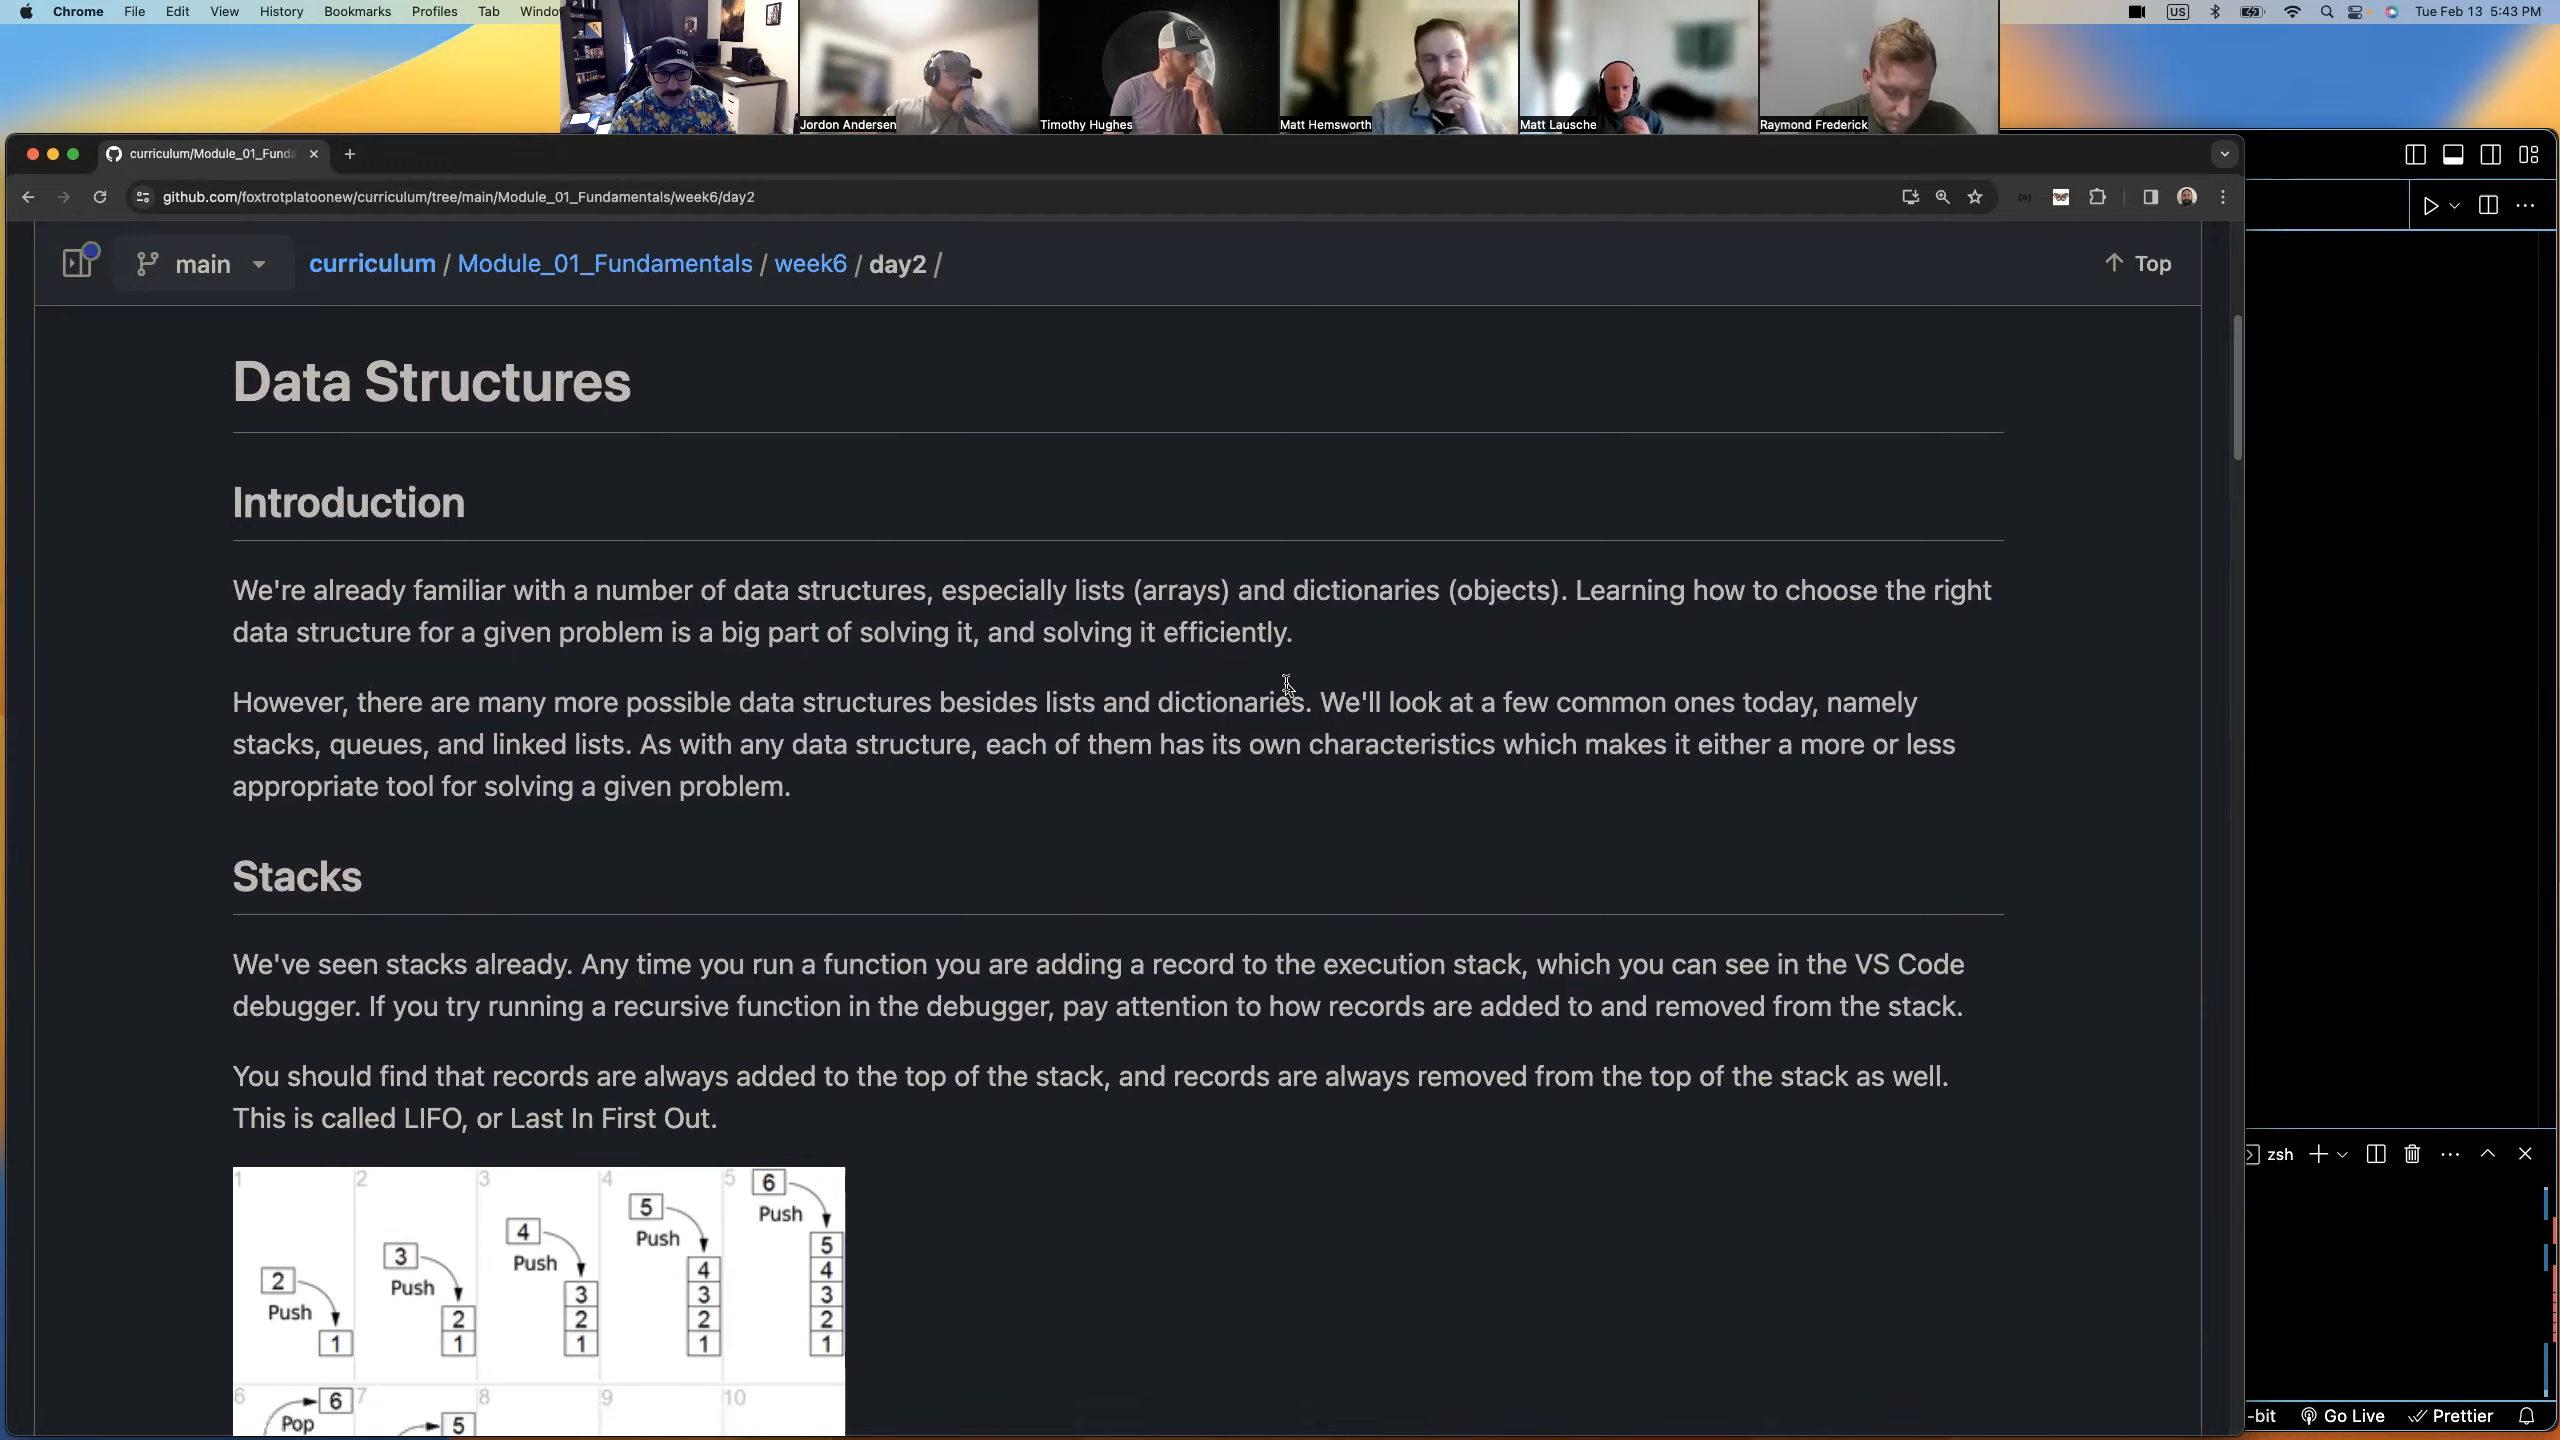 Chrome File Edit View History Bookmarks Profiles Tab Windo
US Tue Feb 13 5:43 PM
DRS
Jordon Andersen
Timothy Hughes
Matt Hemsworth
Matt Lausche
Raymond Frederick
curriculum/Module_01_Funda
github.com/foxtrotplatoonew/curriculum/tree/main/Module_01_Fundamentals/week6/day2
main curriculum / Module_01_Fundamentals / week6 / day2 / Top
Data Structures
Introduction
We're already familiar with a number of data structures, especially lists (arrays) and dictionaries (objects). Learning how to choose the right
data structure for a given problem is a big part of solving it, and solving it efficiently.
However, there are many more possible data structures besides lists and dictionaries. We'll look at a few common ones today, namely
stacks, queues, and linked lists. As with any data structure, each of them has its own characteristics which makes it either a more or less
appropriate tool for solving a given problem.
Stacks
We've seen stacks already. Any time you run a function you are adding a record to the execution stack, which you can see in the VS Code
debugger. If you try running a recursive function in the debugger, pay attention to how records are added to and removed from the stack.
You should find that records are always added to the top of the stack, and records are always removed from the top of the stack as well.
This is called LIFO, or Last In First Out.
1 2 3 4 5
2 Push 1
3 Push 2 1
4 Push 3 2 1
5 Push 4 3 2 1
6 Push 5 4 3 2 1
6 7 8 9 10
6 Pop
5
zsh
-bit Go Live Prettier